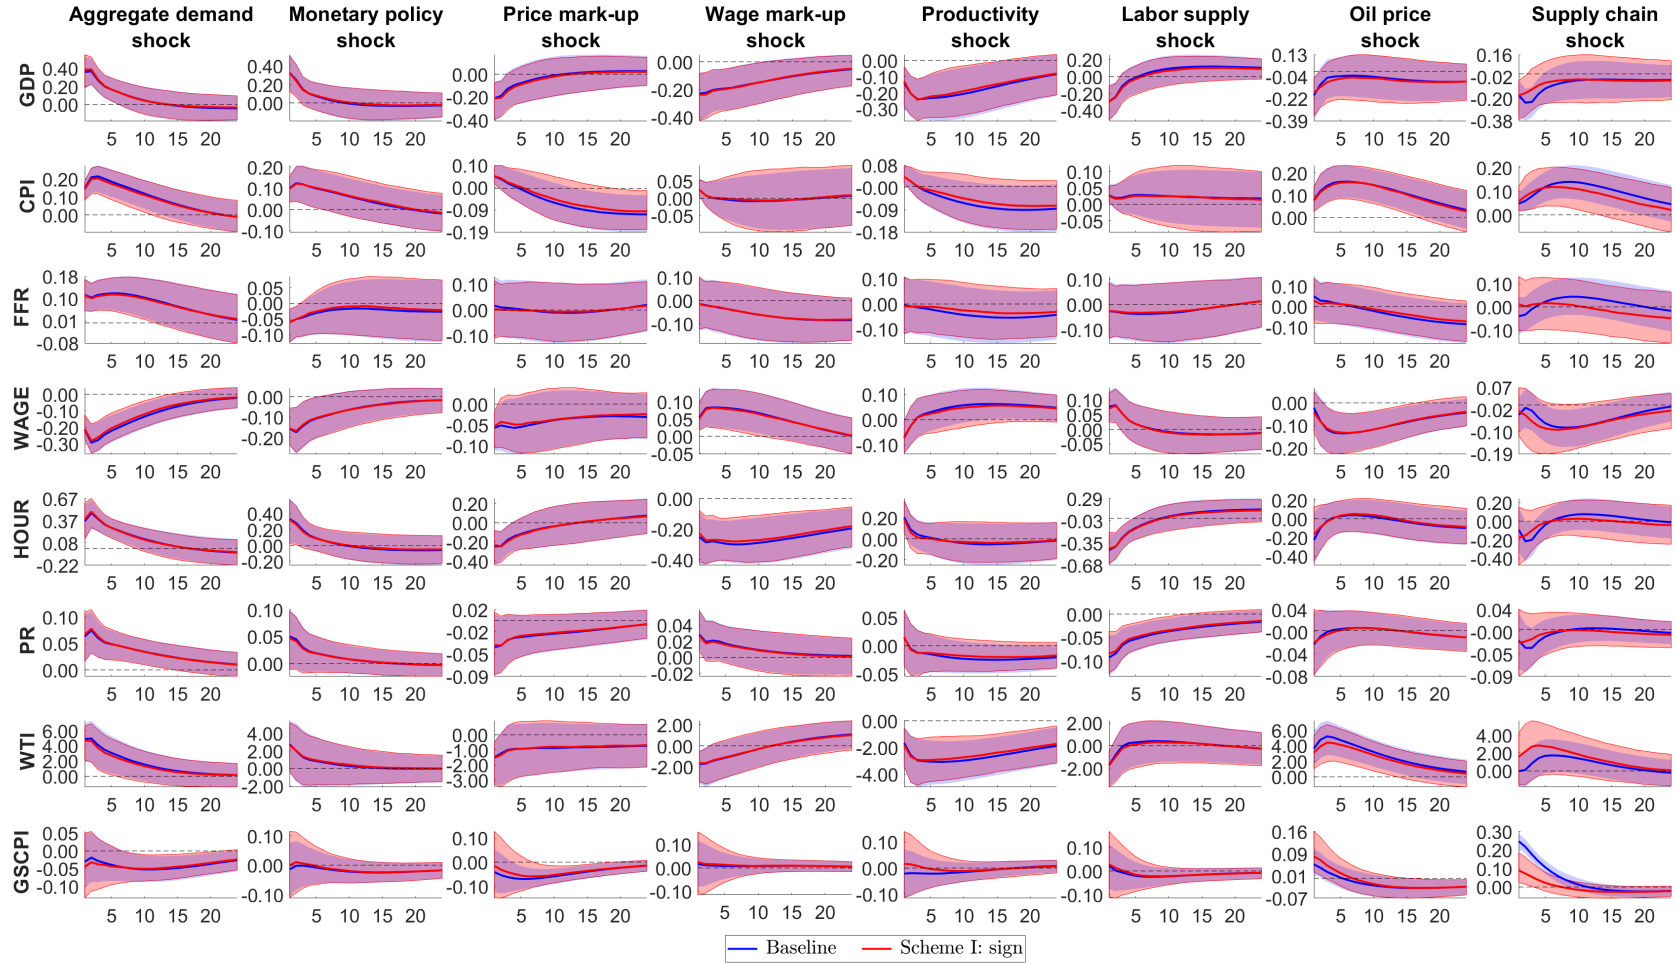 Aggregate demand shock
Monetary policy shock
Price mark-up shock
Wage mark-up shock
Productivity shock
Labor supply shock
Oil price shock
Supply chain shock
GDP
0.40 0.20 0.00
0.40 0.20 0.00
0.00 -0.20 -0.40
0.00 -0.20 -0.40
0.00 -0.10 -0.20 -0.30
0.20 0.00 -0.20 -0.40
0.13 -0.04 -0.22 -0.39
0.16 -0.02 -0.20 -0.38
5 10 15 20 5 10 15 20 5 10 15 20 5 10 15 20 5 10 15 20 5 10 15 20 5 10 15 20 5 10 15 20
CPI
0.20 0.10 0.00
0.20 0.10 0.00 -0.10
0.10 -0.00 -0.09 -0.19
0.05 0.00 -0.05
0.08 -0.00 -0.09 -0.18
0.10 0.05 0.00 -0.05
0.20 0.10 0.00
0.20 0.10 0.00
5 10 15 20 5 10 15 20 5 10 15 20 5 10 15 20 5 10 15 20 5 10 15 20 5 10 15 20 5 10 15 20
FFR
0.18 0.10 0.01 -0.08
0.05 0.00 -0.05 -0.10
0.10 0.00 -0.10
0.10 0.00 -0.10
0.10 0.00 -0.10
0.10 0.00 -0.10
0.10 0.00 -0.10
0.10 0.00 -0.10
5 10 15 20 5 10 15 20 5 10 15 20 5 10 15 20 5 10 15 20 5 10 15 20 5 10 15 20 5 10 15 20
WAGE
0.00 -0.10 -0.20 -0.30
0.00 -0.10 -0.20
0.00 -0.05 -0.10
0.10 0.05 0.00 -0.05
0.10 0.00 -0.10
0.10 0.05 0.00 -0.05
0.00 -0.10 -0.20
0.07 -0.02 -0.10 -0.19
5 10 15 20 5 10 15 20 5 10 15 20 5 10 15 20 5 10 15 20 5 10 15 20 5 10 15 20 5 10 15 20
HOUR
0.67 0.37 0.08 -0.22
0.40 0.20 0.00 -0.20
0.20 0.00 -0.20 -0.40
0.00 -0.20 -0.40
0.20 0.00 -0.20
0.29 -0.03 -0.35 -0.68
0.20 0.00 -0.20 -0.40
0.20 0.00 -0.20 -0.40
5 10 15 20 5 10 15 20 5 10 15 20 5 10 15 20 5 10 15 20 5 10 15 20 5 10 15 20 5 10 15 20
PR
0.10 0.05 0.00
0.10 0.05 0.00
0.02 -0.02 -0.05 -0.09
0.04 0.02 0.00 -0.02
0.05 0.00 -0.05
0.00 -0.05 -0.10
0.04 -0.00 -0.04 -0.08
0.04 -0.00 -0.05 -0.09
5 10 15 20 5 10 15 20 5 10 15 20 5 10 15 20 5 10 15 20 5 10 15 20 5 10 15 20 5 10 15 20
WTI
6.00 4.00 2.00 0.00
4.00 2.00 0.00 -2.00
0.00 -1.00 -2.00 -3.00
2.00 0.00 -2.00
0.00 -2.00 -4.00
2.00 0.00 -2.00
6.00 4.00 2.00 0.00
4.00 2.00 0.00
5 10 15 20 5 10 15 20 5 10 15 20 5 10 15 20 5 10 15 20 5 10 15 20 5 10 15 20 5 10 15 20
GSCPI
0.05 0.00 -0.05 -0.10
0.10 0.00 -0.10
0.10 0.00 -0.10
0.10 0.00 -0.10
0.10 0.00 -0.10
0.10 0.00 -0.10
0.16 0.09 0.01 -0.07
0.30 0.20 0.10 0.00
5 10 15 20 5 10 15 20 5 10 15 20 5 10 15 20 5 10 15 20 5 10 15 20 5 10 15 20 5 10 15 20
Baseline Scheme I: sign